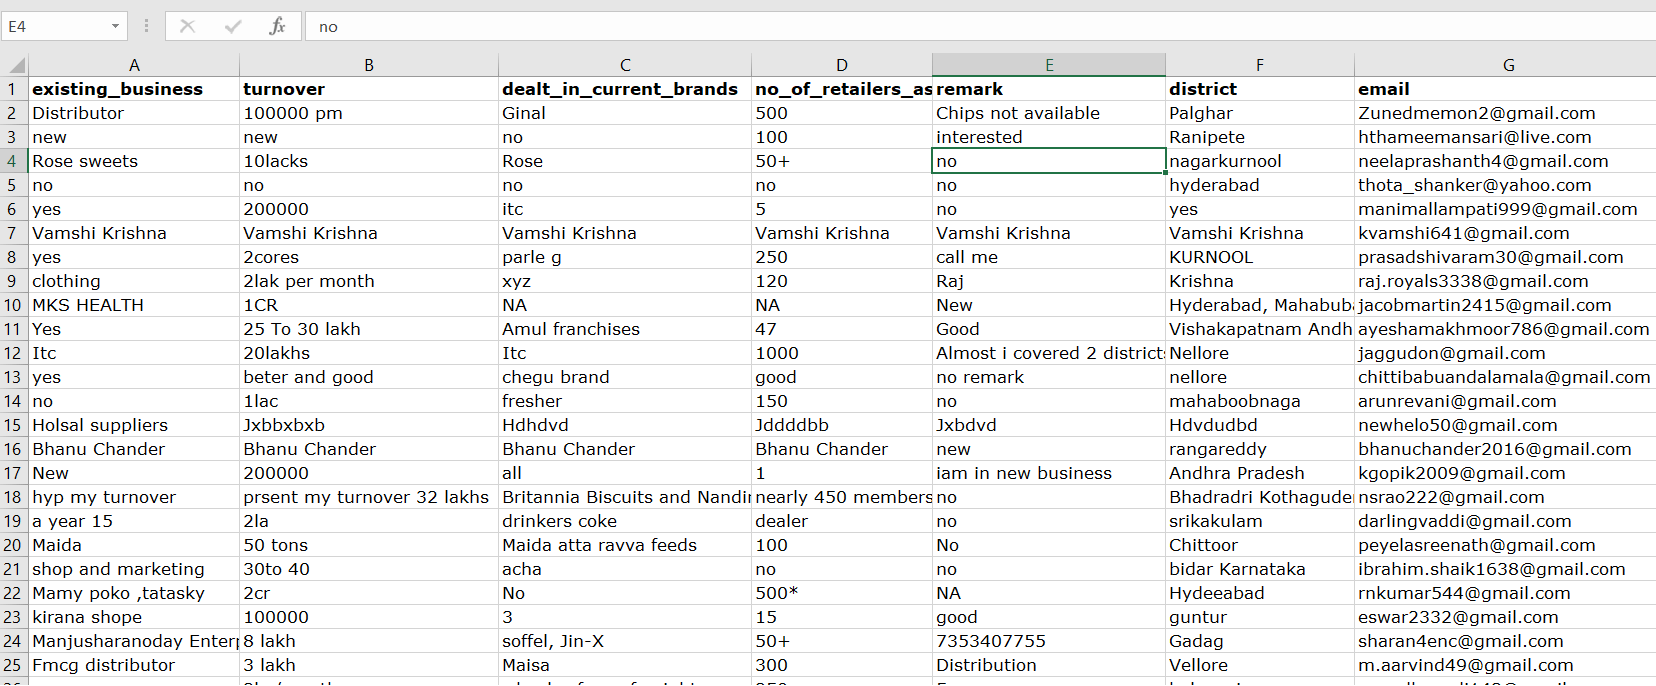 E4 fx no
A B C D E F G
1 existing_business turnover dealt_in_current_brands no_of_retailers_as remark district email
2 Distributor 100000 pm Ginal 500 Chips not available Palghar Zunedmemon2@gmail.com
3 new new no 100 interested Ranipete hthameemansari@live.com
4 Rose sweets 10lacks Rose 50+ no nagarkurnool neelaprashanth4@gmail.com
5 no no no no no hyderabad thota_shanker@yahoo.com
6 yes 200000 itc 5 no yes manimallampati999@gmail.com
7 Vamshi Krishna Vamshi Krishna Vamshi Krishna Vamshi Krishna Vamshi Krishna Vamshi Krishna kvamshi641@gmail.com
8 yes 2cores parle g 250 call me KURNOOL prasadshivaram30@gmail.com
9 clothing 2lak per month xyz 120 Raj Krishna raj.royals3338@gmail.com
10 MKS HEALTH 1CR NA NA New Hyderabad, Mahabuba jacobmartin2415@gmail.com
11 Yes 25 To 30 lakh Amul franchises 47 Good Vishakapatnam Andh ayeshamakhmoor786@gmail.com
12 Itc 20lakhs Itc 1000 Almost i covered 2 districts Nellore jaggudon@gmail.com
13 yes beter and good chegu brand good no remark nellore chittibabuandalamala@gmail.com
14 no 1lac fresher 150 no mahaboobnaga arunrevani@gmail.com
15 Holsal suppliers Jxbbxbxb Hdhdvd Jddddbb Jxbdvd Hdvdudbd newhelo50@gmail.com
16 Bhanu Chander Bhanu Chander Bhanu Chander Bhanu Chander new rangareddy bhanuchander2016@gmail.com
17 New 200000 all 1 iam in new business Andhra Pradesh kgopik2009@gmail.com
18 hyp my turnover prsent my turnover 32 lakhs Britannia Biscuits and Nandin nearly 450 members no Bhadradri Kothagude nsrao222@gmail.com
19 a year 15 2la drinkers coke dealer no srikakulam darlingvaddi@gmail.com
20 Maida 50 tons Maida atta ravva feeds 100 No Chittoor peyelasreenath@gmail.com
21 shop and marketing 30to 40 acha no no bidar Karnataka ibrahim.shaik1638@gmail.com
22 Mamy poko ,tatasky 2cr No 500* NA Hydeeabad rnkumar544@gmail.com
23 kirana shope 100000 3 15 good guntur eswar2332@gmail.com
24 Manjusharanoday Enterp 8 lakh soffel, Jin-X 50+ 7353407755 Gadag sharan4enc@gmail.com
25 Fmcg distributor 3 lakh Maisa 300 Distribution Vellore m.aarvind49@gmail.com